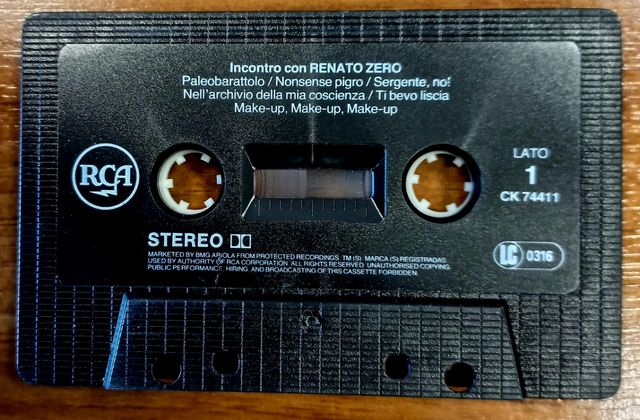 Incontro con RENATO ZERO
Paleobarattolo / Nonsense pigro / Sergente, no!
Nell'archivio della mia coscienza / Ti bevo liscia
Make-up, Make-up, Make-up
RCA
LATO
1
CK 74411
STEREO
LC 0316
MARKETED BY BMG ARIOLA FROM PROTECTED RECORDINGS. TM (S). MARCA (S) REGISTRADAS.
USED BY AUTHORITY OF RCA CORPORATION. ALL RIGHTS RESERVED. UNAUTHORISED COPYING,
PUBLIC PERFORMANCE, HIRING, AND BROADCASTING OF THIS CASSETTE FORBIDDEN.